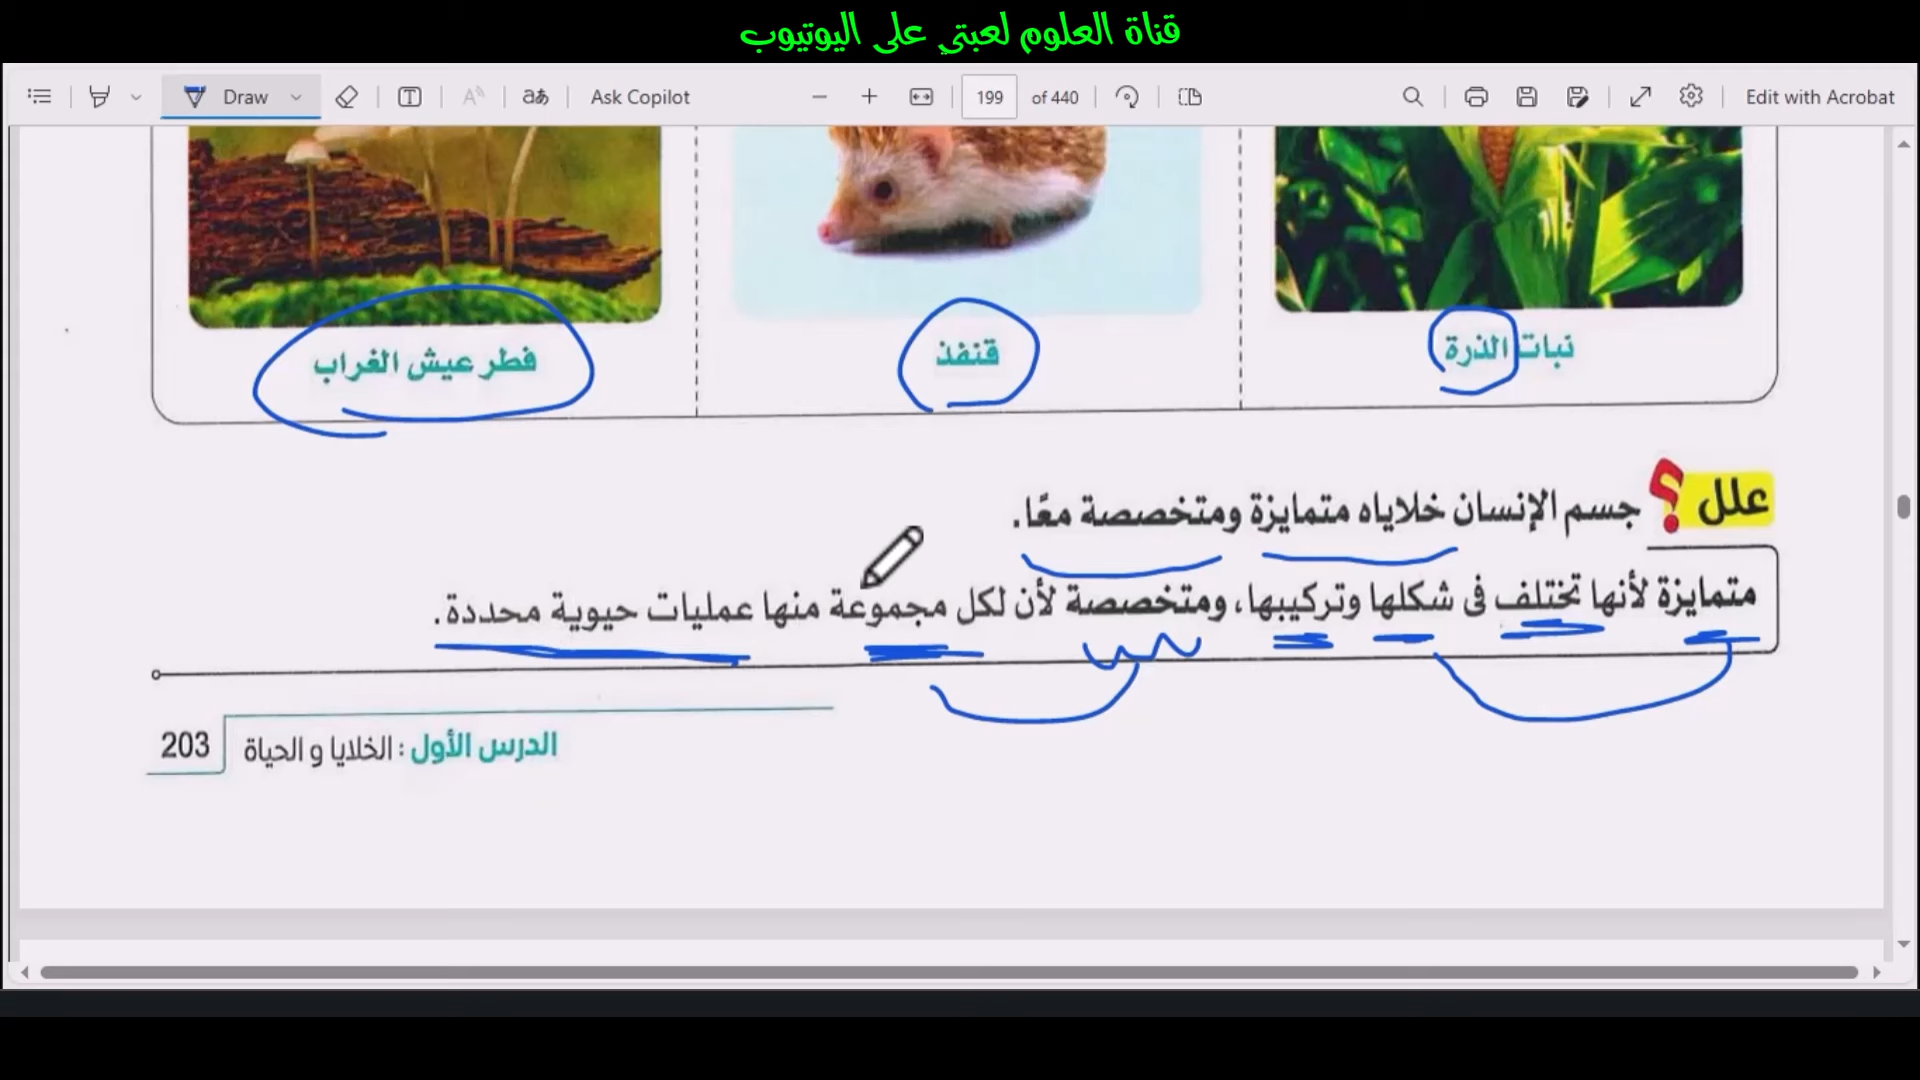 قناة العلوم لعبتي على اليوتيوب
Draw
Ask Copilot
199 of 440
Edit with Acrobat
نبات الذرة
قنفذ
فطر عيش الغراب
علل ؟ جسم الإنسان خلاياه متمايزة ومتخصصة معًا.
متمايزة لأنها تختلف فى شكلها وتركيبها، ومتخصصة لأن لكل مجموعة منها عمليات حيوية محددة.
الدرس الأول : الخلايا و الحياة
203